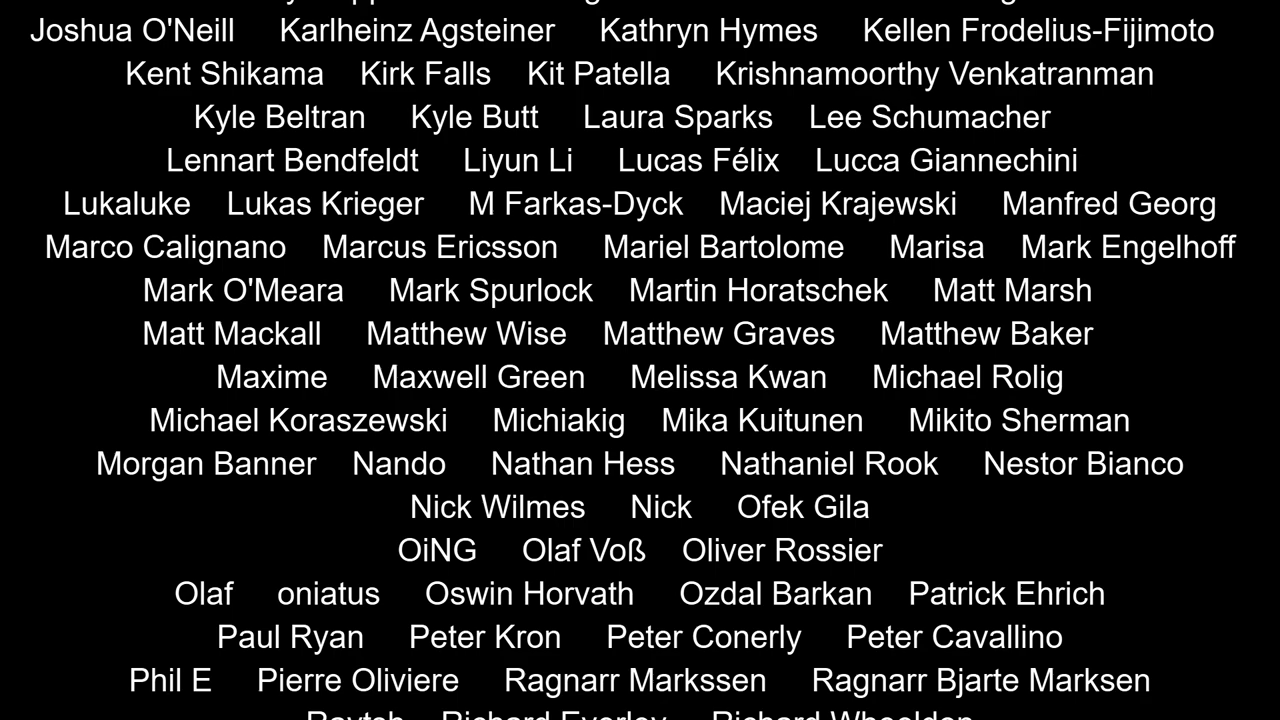 Joshua O'Neill Karlheinz Agsteiner Kathryn Hymes Kellen Frodelius-Fijimoto
Kent Shikama Kirk Falls Kit Patella Krishnamoorthy Venkatranman
Kyle Beltran Kyle Butt Laura Sparks Lee Schumacher
Lennart Bendfeldt Liyun Li Lucas Félix Lucca Giannechini
Lukaluke Lukas Krieger M Farkas-Dyck Maciej Krajewski Manfred Georg
Marco Calignano Marcus Ericsson Mariel Bartolome Marisa Mark Engelhoff
Mark O'Meara Mark Spurlock Martin Horatschek Matt Marsh
Matt Mackall Matthew Wise Matthew Graves Matthew Baker
Maxime Maxwell Green Melissa Kwan Michael Rolig
Michael Koraszewski Michiakig Mika Kuitunen Mikito Sherman
Morgan Banner Nando Nathan Hess Nathaniel Rook Nestor Bianco
Nick Wilmes Nick Ofek Gila
OiNG Olaf Voß Oliver Rossier
Olaf oniatus Oswin Horvath Ozdal Barkan Patrick Ehrich
Paul Ryan Peter Kron Peter Conerly Peter Cavallino
Phil E Pierre Oliviere Ragnarr Markssen Ragnarr Bjarte Marksen
Richard Richard